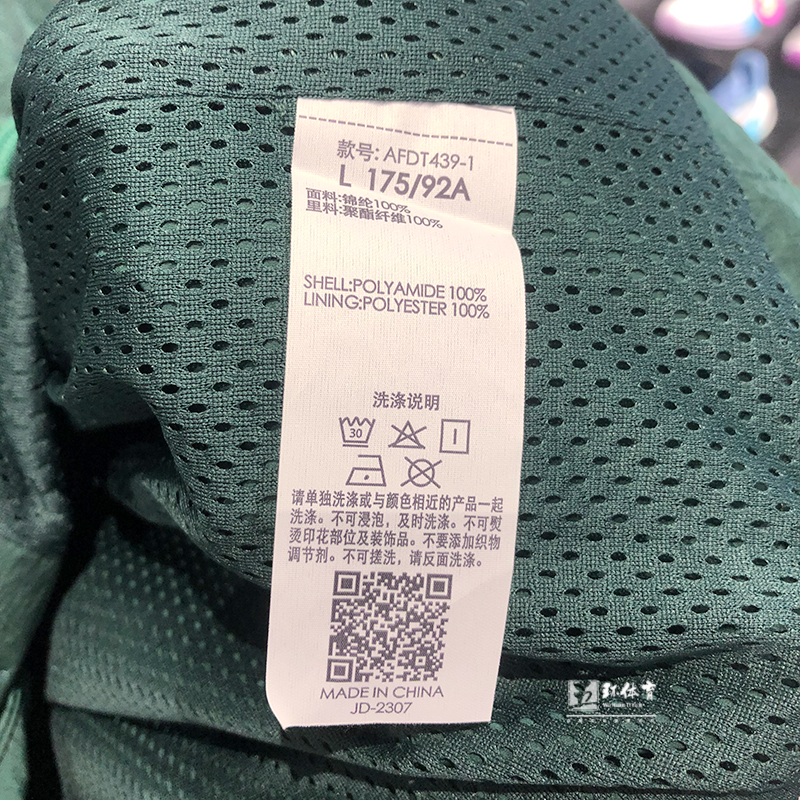 款号: AFDT439-1
L 175/92A
面料:锦纶100%
里料:聚酯纤维100%
SHELL:POLYAMIDE 100%
LINING:POLYESTER 100%
洗涤说明
30
请单独洗涤或与颜色相近的产品一起
洗涤。不可浸泡，及时洗涤。不可熨
烫印花部位及装饰品。不要添加织物
调节剂。不可搓洗，请反面洗涤。
MADE IN CHINA
JD-2307
五环体育